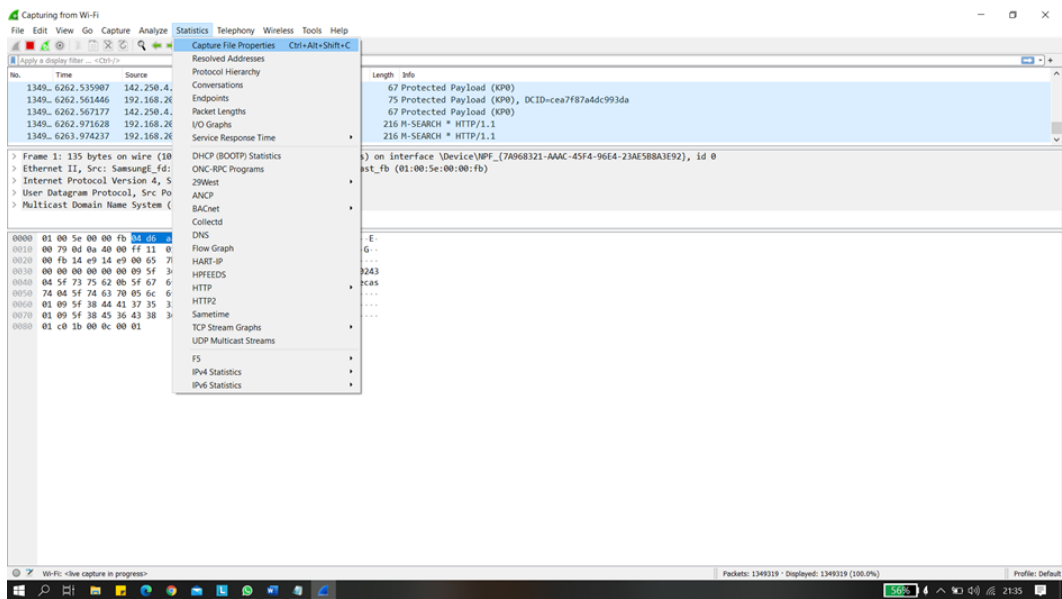 Capturing from Wi-Fi
File Edit View Go Capture Analyze Statistics Telephony Wireless Tools Help
Apply a display filter ... <Ctrl-/>
No. Time Source Length Info
1349… 6262.535907 142.250.4. 67 Protected Payload (KP0)
1349… 6262.561446 192.168.20 75 Protected Payload (KP0), DCID=cea7f87a4dc993da
1349… 6262.567177 142.250.4. 67 Protected Payload (KP0)
1349… 6262.971628 192.168.20 216 M-SEARCH * HTTP/1.1
1349… 6263.974237 192.168.20 216 M-SEARCH * HTTP/1.1
Capture File Properties Ctrl+Alt+Shift+C
Resolved Addresses
Protocol Hierarchy
Conversations
Endpoints
Packet Lengths
I/O Graphs
Service Response Time
DHCP (BOOTP) Statistics
ONC-RPC Programs
29West
ANCP
BACnet
Collectd
DNS
Flow Graph
HART-IP
HPFEEDS
HTTP
HTTP2
Sametime
TCP Stream Graphs
UDP Multicast Streams
F5
IPv4 Statistics
IPv6 Statistics
> Frame 1: 135 bytes on wire (10 s) on interface \Device\NPF_{7A968321-AAAC-45F4-96E4-23AE5B8A3E92}, id 0
> Ethernet II, Src: SamsungE_fd: ast_fb (01:00:5e:00:00:fb)
> Internet Protocol Version 4, S
> User Datagram Protocol, Src Po
> Multicast Domain Name System (
0000 01 00 5e 00 00 fb 04 d6 a -E-
0010 00 79 0d 0a 40 00 ff 11 -G--
0020 00 fb 14 e9 14 e9 00 65 ----
0030 00 00 00 00 00 00 09 5f 0243
0040 04 5f 73 75 62 0b 5f 67 ecas
0050 74 04 5f 74 63 70 05 6c ----
0060 01 09 5f 38 44 41 37 35 ----
0070 01 09 5f 38 45 36 43 38 ----
0080 01 c0 1b 00 0c 00 01
Wi-Fi: <live capture in progress> Packets: 1349319 · Displayed: 1349319 (100.0%) Profile: Default
56% 21:35